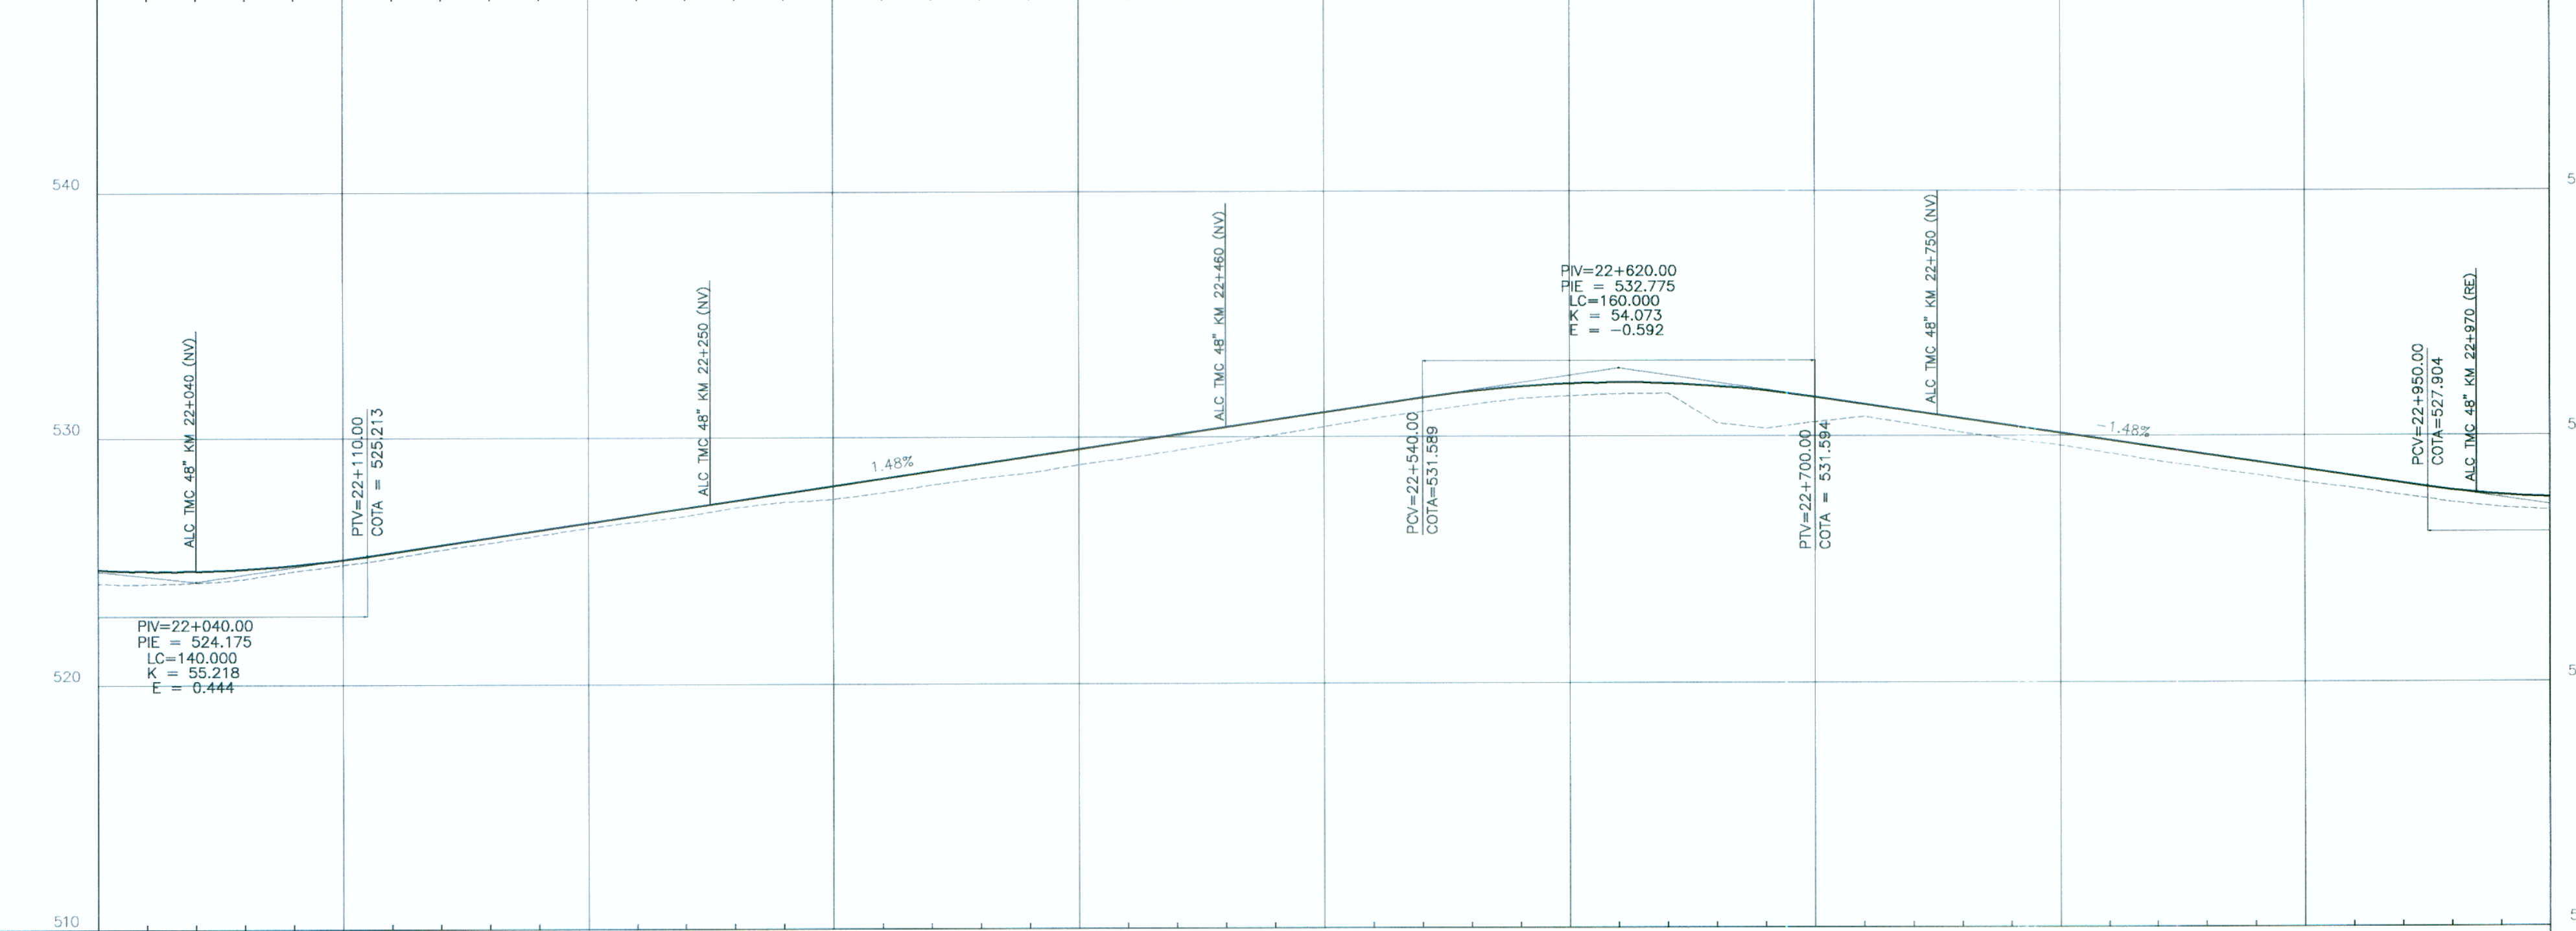 540
530
520
510
ALC TMC 48" KM 22+040 (NV)
PTV=22+110.00
COTA = 525.213
PIV=22+040.00
PIE = 524.175
LC=140.000
K = 55.218
E = 0.444
ALC TMC 48" KM 22+250 (NV)
1.48%
ALC TMC 48" KM 22+460 (NV)
PCV=22+540.00
COTA=531.589
PIV=22+620.00
PIE = 532.775
LC=160.000
K = 54.073
E = -0.592
PTV=22+700.00
COTA = 531.594
ALC TMC 48" KM 22+750 (NV)
-1.48%
PCV=22+950.00
COTA=527.904
ALC TMC 48" KM 22+970 (RE)